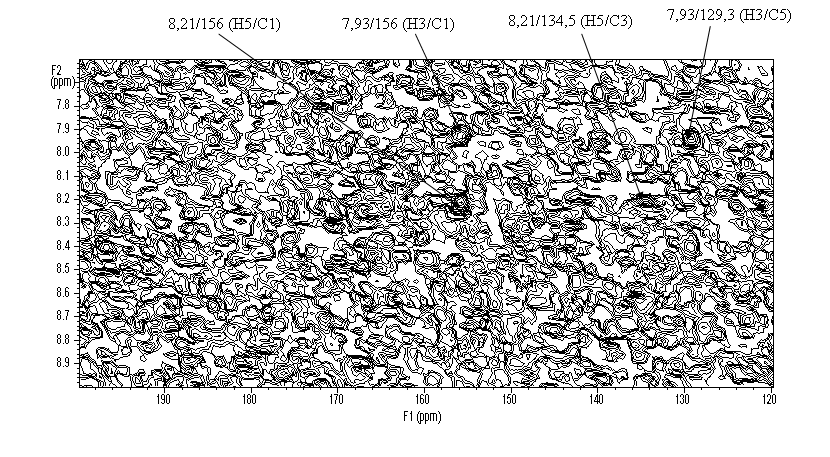 8,21/156 (H5/C1) 7,93/156 (H3/C1) 8,21/134,5 (H5/C3) 7,93/129,3 (H3/C5)
F2
(ppm)
7.8
7.9
8.0
8.1
8.2
8.3
8.4
8.5
8.6
8.7
8.8
8.9
190 180 170 160 150 140 130 120
F1 (ppm)